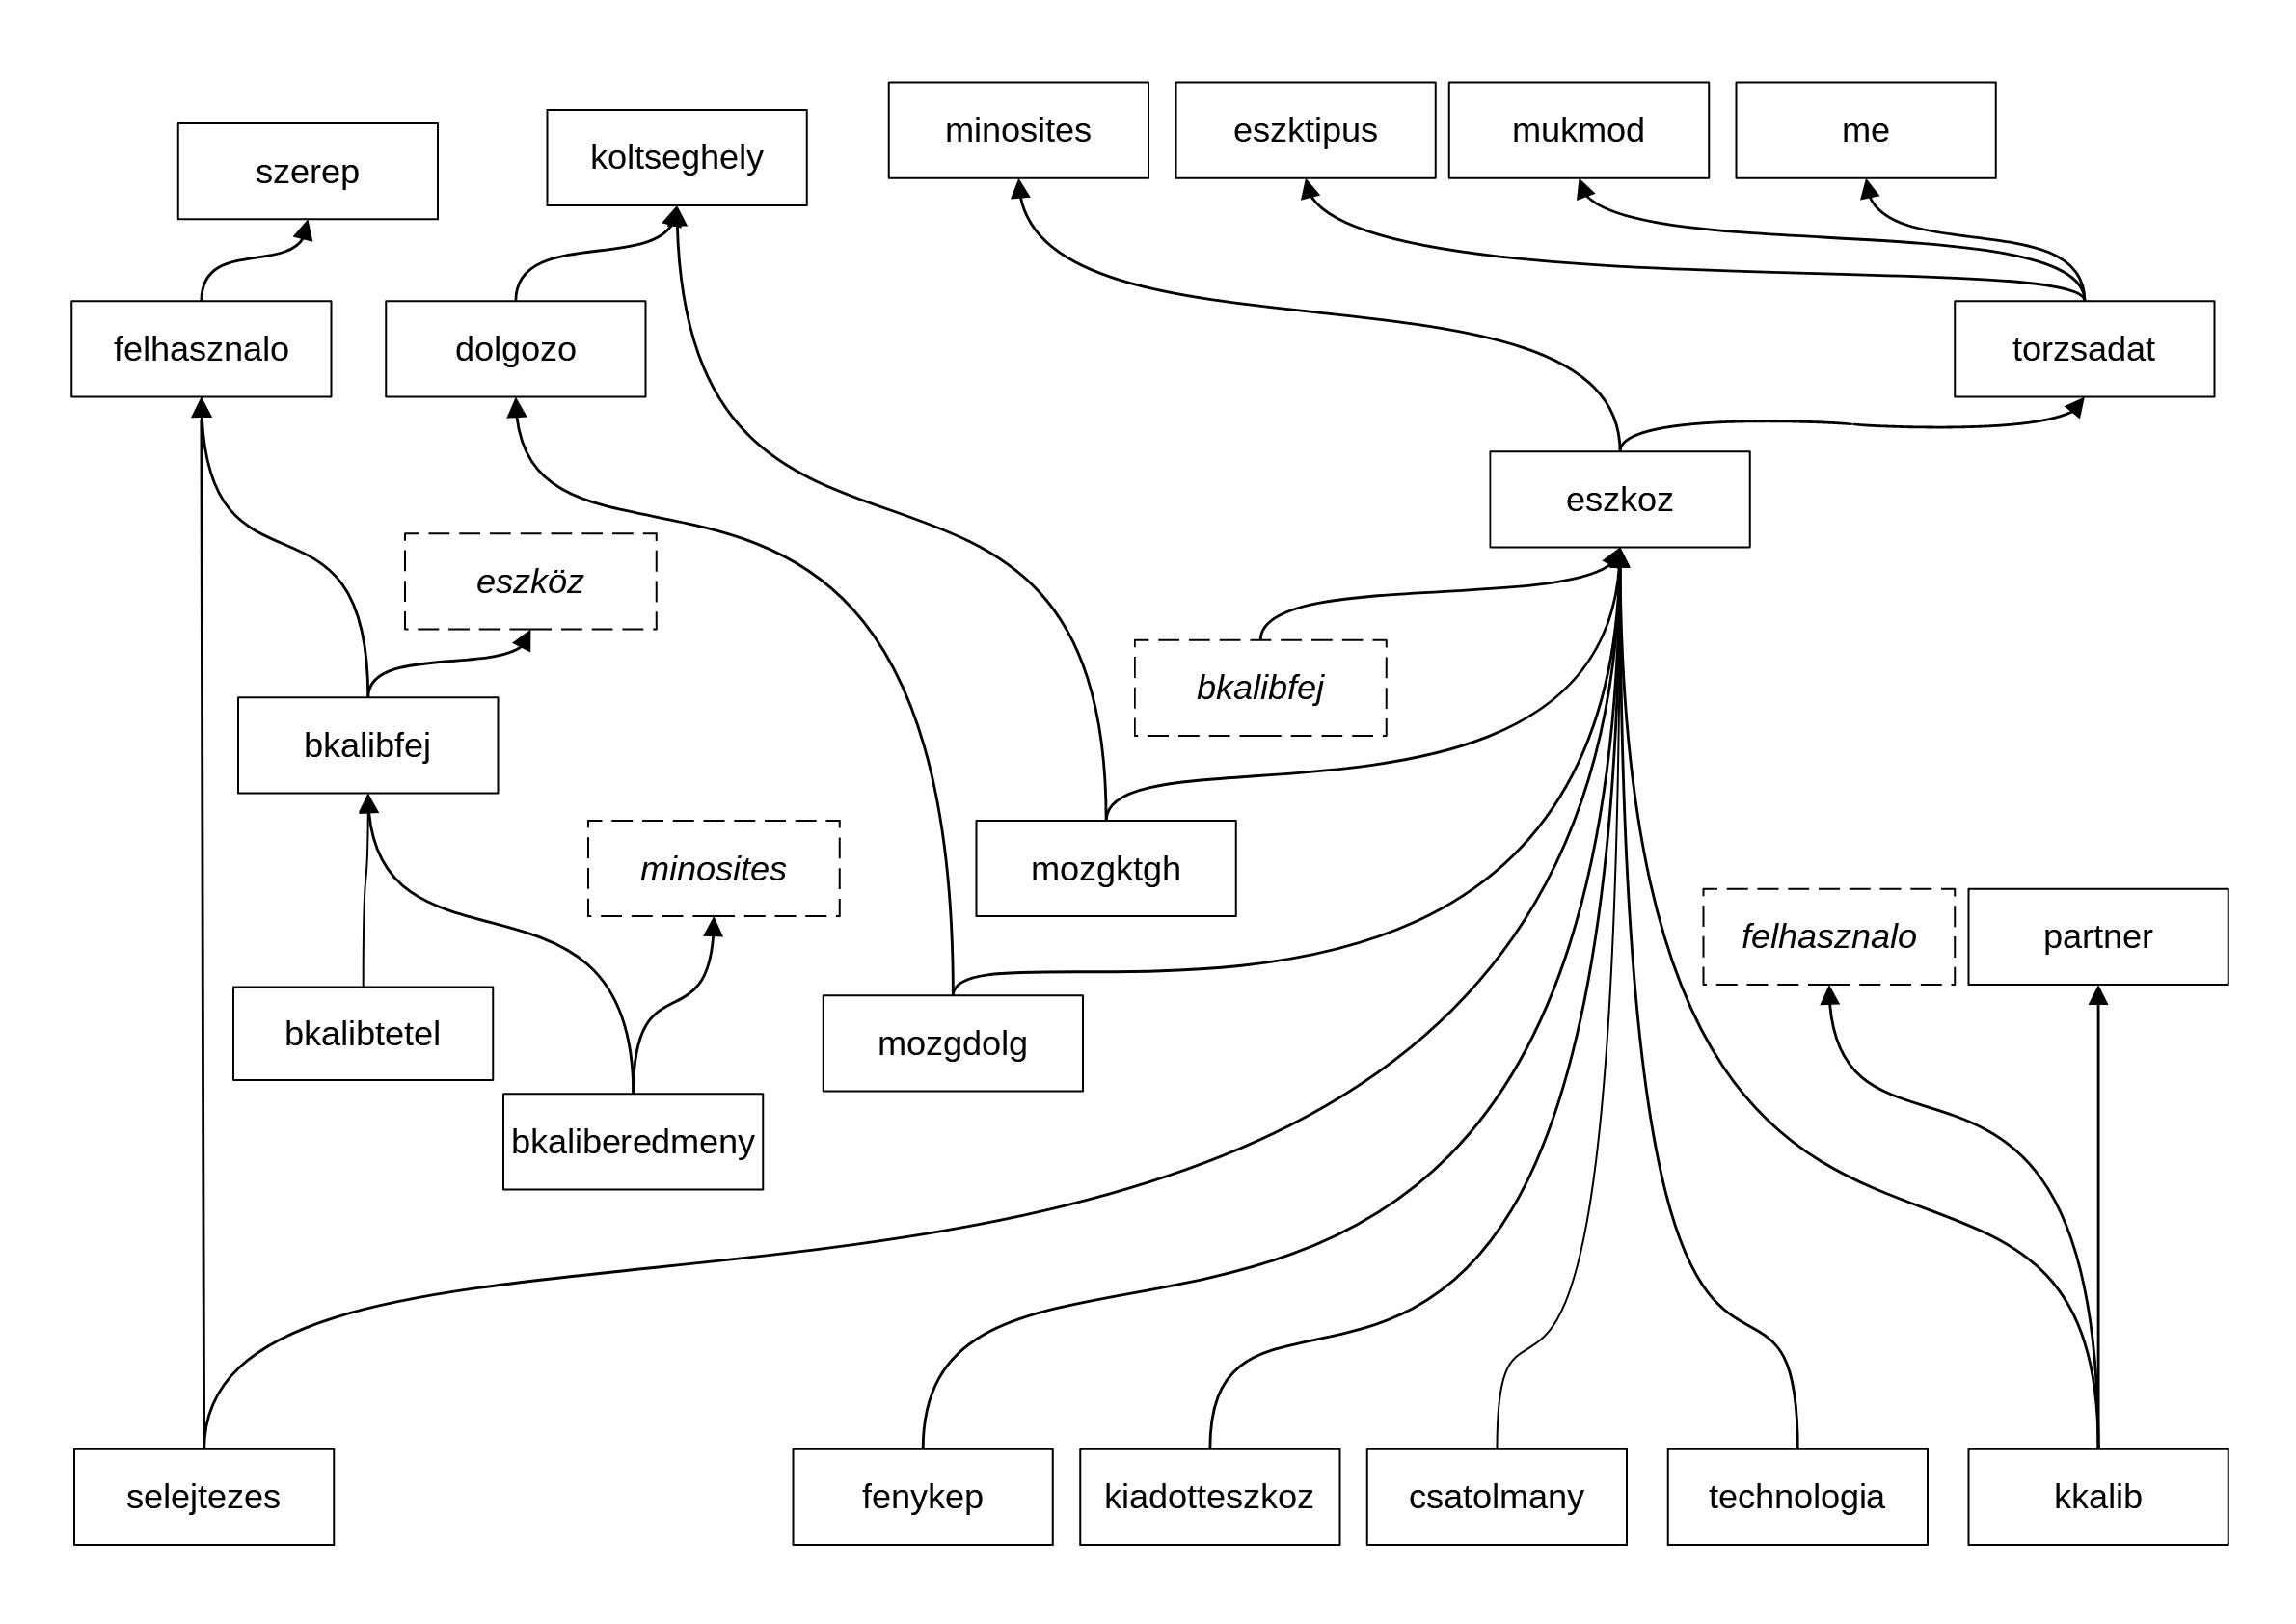 minosites
eszktipus
mukmod
me
koltseghely
szerep
felhasznalo
dolgozo
torzsadat
eszkoz
eszköz
bkalibfej
bkalibfej
minosites
mozgktgh
felhasznalo
partner
bkalibtetel
mozgdolg
bkaliberedmeny
selejtezes
fenykep
kiadotteszkoz
csatolmany
technologia
kkalib